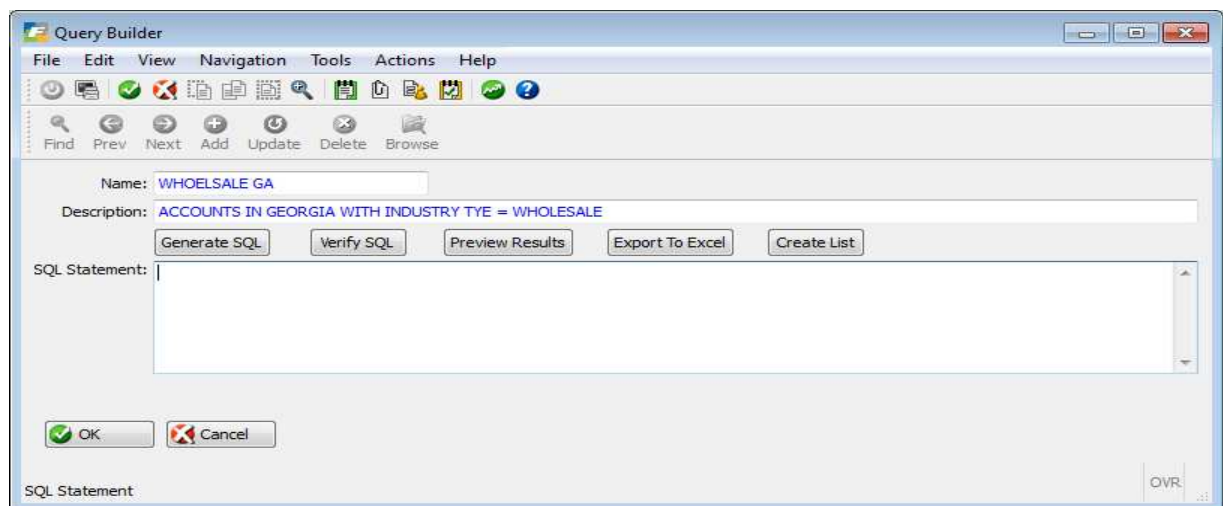 Query Builder
File Edit View Navigation Tools Actions Help
Find Prev Next Add Update Delete Browse
Name: WHOELSALE GA
Description: ACCOUNTS IN GEORGIA WITH INDUSTRY TYE = WHOLESALE
Generate SQL Verify SQL Preview Results Export To Excel Create List
SQL Statement:
OK Cancel
SQL Statement OVR